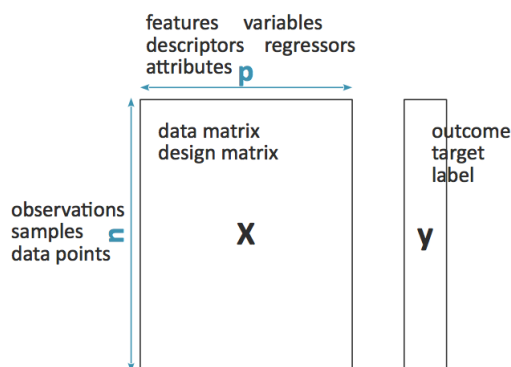 features variables
descriptors regressors
attributes p
data matrix
design matrix
outcome
target
label
observations
samples
data points
n
X
y